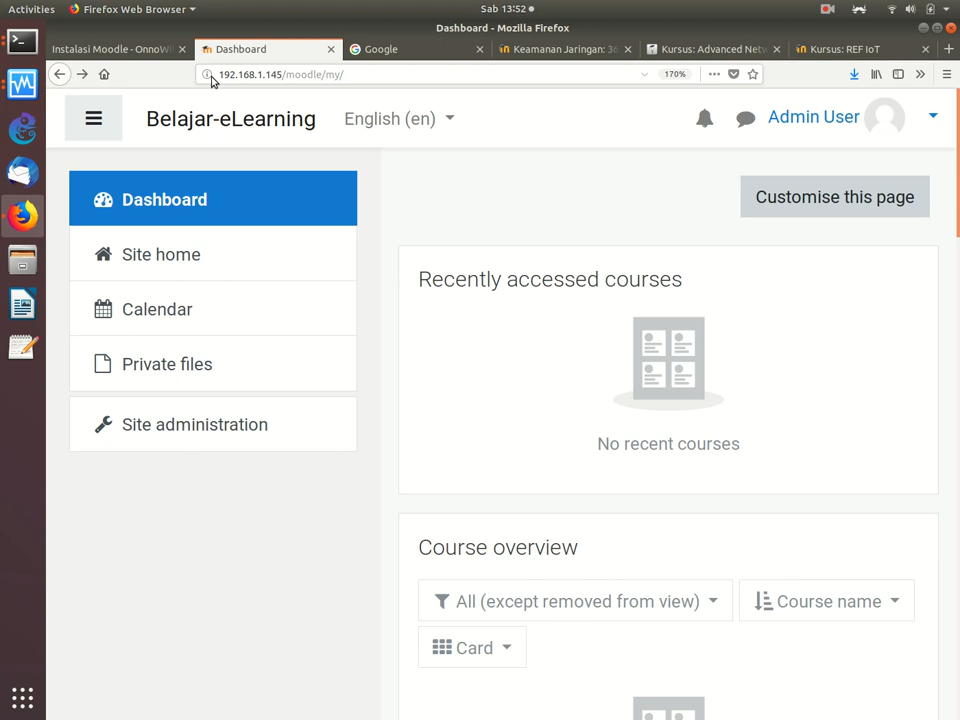 Activities
Firefox Web Browser
Sab 13:52
Dashboard - Mozilla Firefox
Instalasi Moodle - OnnoWi
Dashboard
Google
Keamanan Jaringan: 3
Kursus: Advanced Netw
Kursus: REF IoT
192.168.1.145/moodle/my/
170%
Belajar-eLearning
English (en)
Admin User
Dashboard
Site home
Calendar
Private files
Site administration
Customise this page
Recently accessed courses
No recent courses
Course overview
All (except removed from view)
Course name
Card